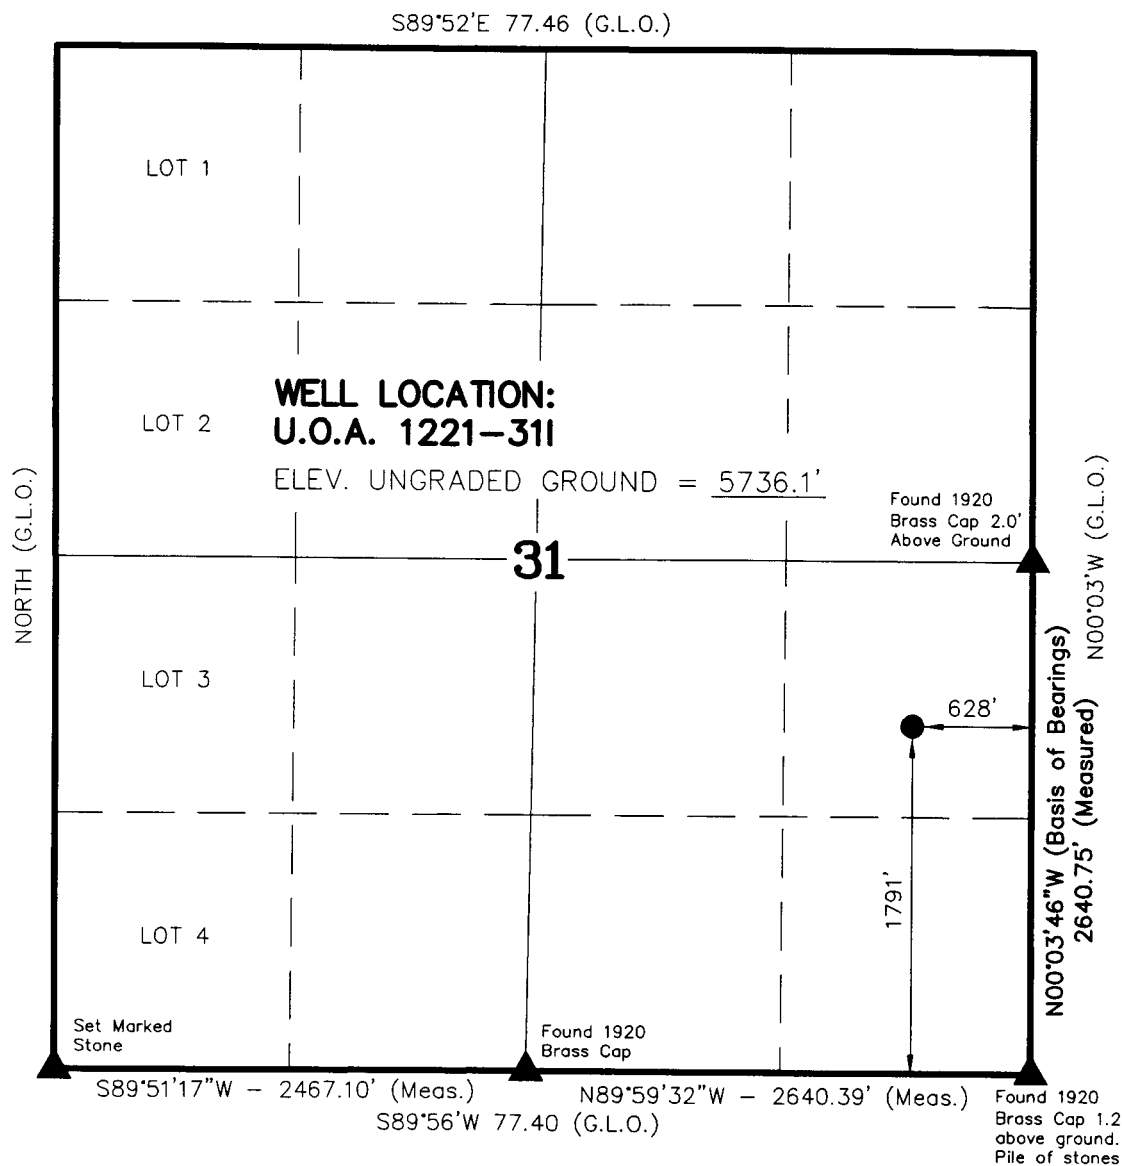 S89°52'E 77.46 (G.L.O.)
LOT 1
WELL LOCATION:
U.O.A. 1221-31I
LOT 2
ELEV. UNGRADED GROUND = 5736.1'
NORTH (G.L.O.)
Found 1920
Brass Cap 2.0'
Above Ground
N00°03'W (G.L.O.)
31
LOT 3
628'
1791'
N00°03'46"W (Basis of Bearings)
2640.75' (Measured)
LOT 4
Set Marked
Stone
Found 1920
Brass Cap
S89°51'17"W - 2467.10' (Meas.)
N89°59'32"W - 2640.39' (Meas.)
S89°56'W 77.40 (G.L.O.)
Found 1920
Brass Cap 1.2
above ground.
Pile of stones